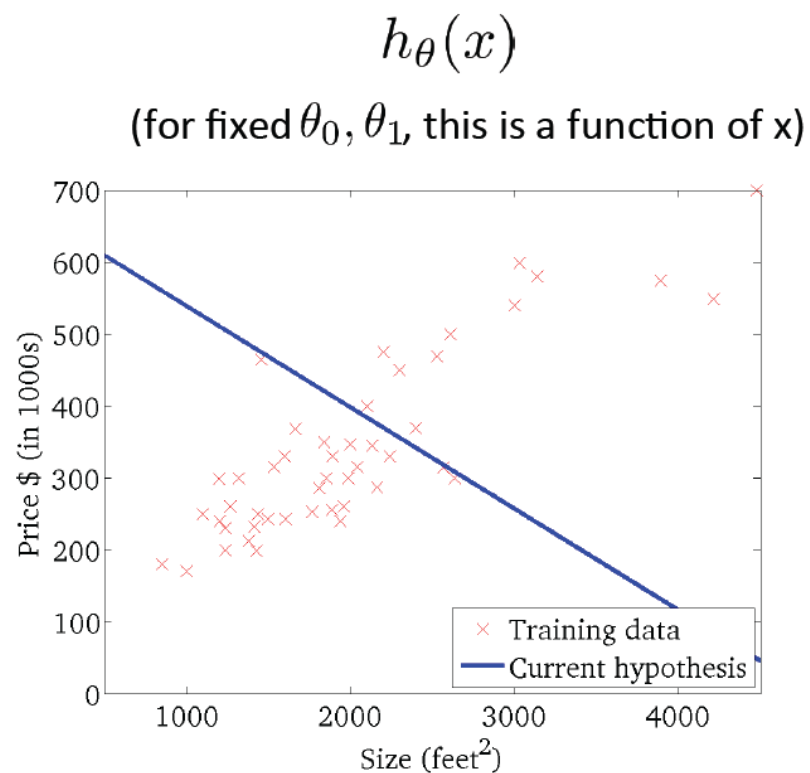 h_θ(x)
(for fixed θ₀, θ₁, this is a function of x)
700
600
500
400
300
200
100
0
Price $ (in 1000s)
1000 2000 3000 4000
Size (feet²)
Training data
Current hypothesis